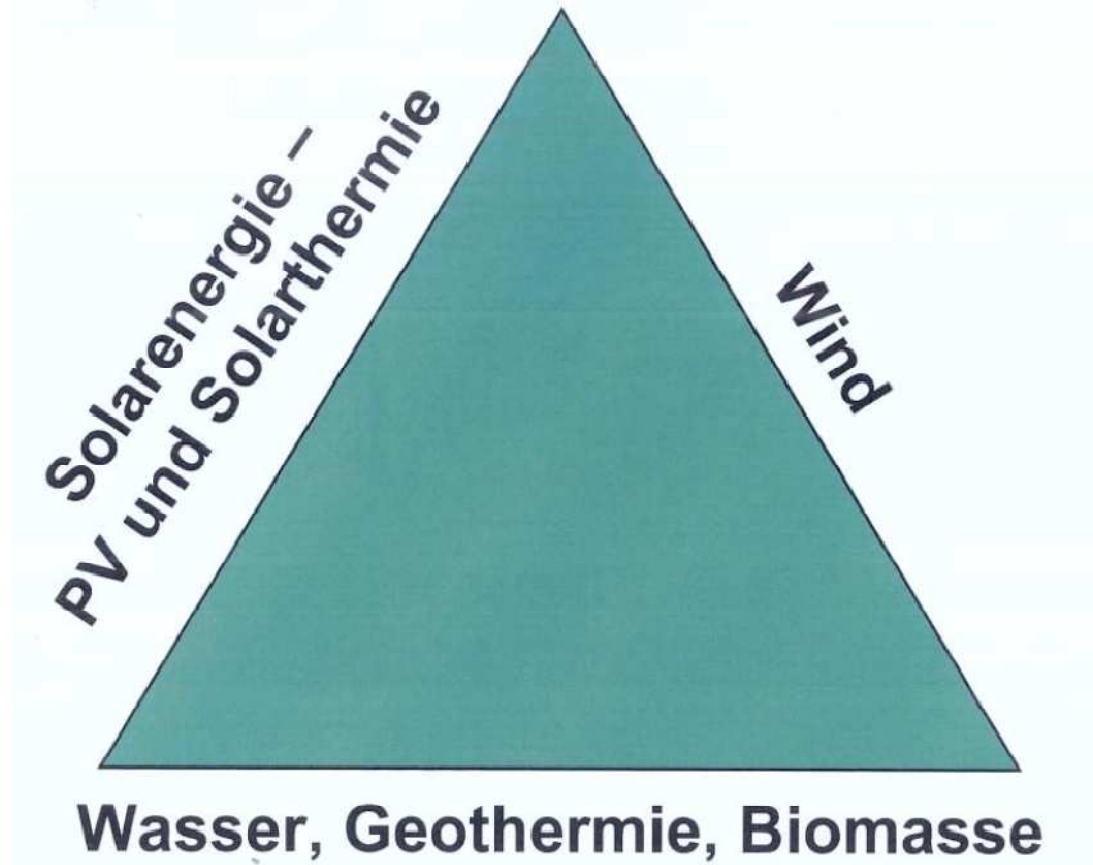 Solarenergie –
PV und Solarthermie
Wind
Wasser, Geothermie, Biomasse